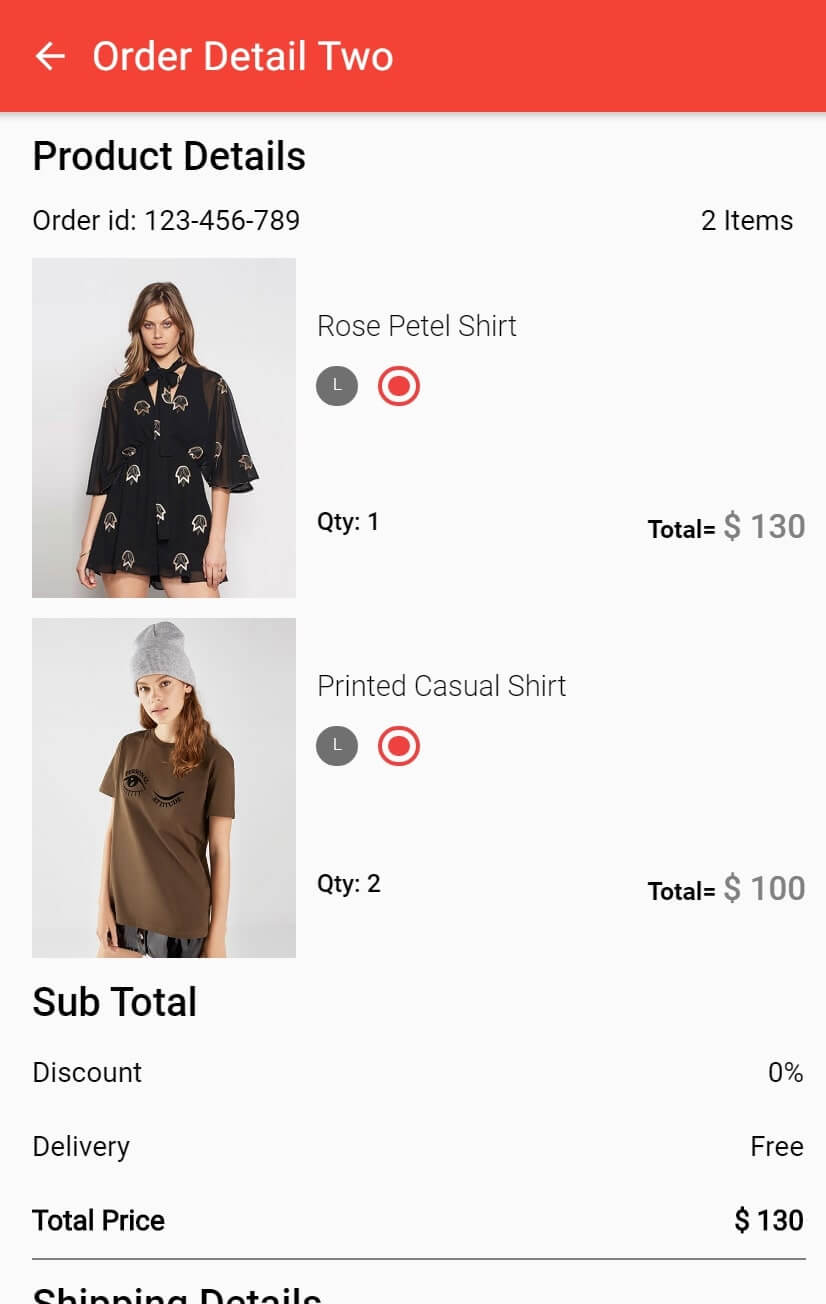 Order Detail Two
Product Details
Order id: 123-456-789 2 Items
Rose Petel Shirt
L
Qty: 1 Total= $ 130
Printed Casual Shirt
L
Qty: 2 Total= $ 100
Sub Total
Discount 0%
Delivery Free
Total Price $ 130
Shipping Details